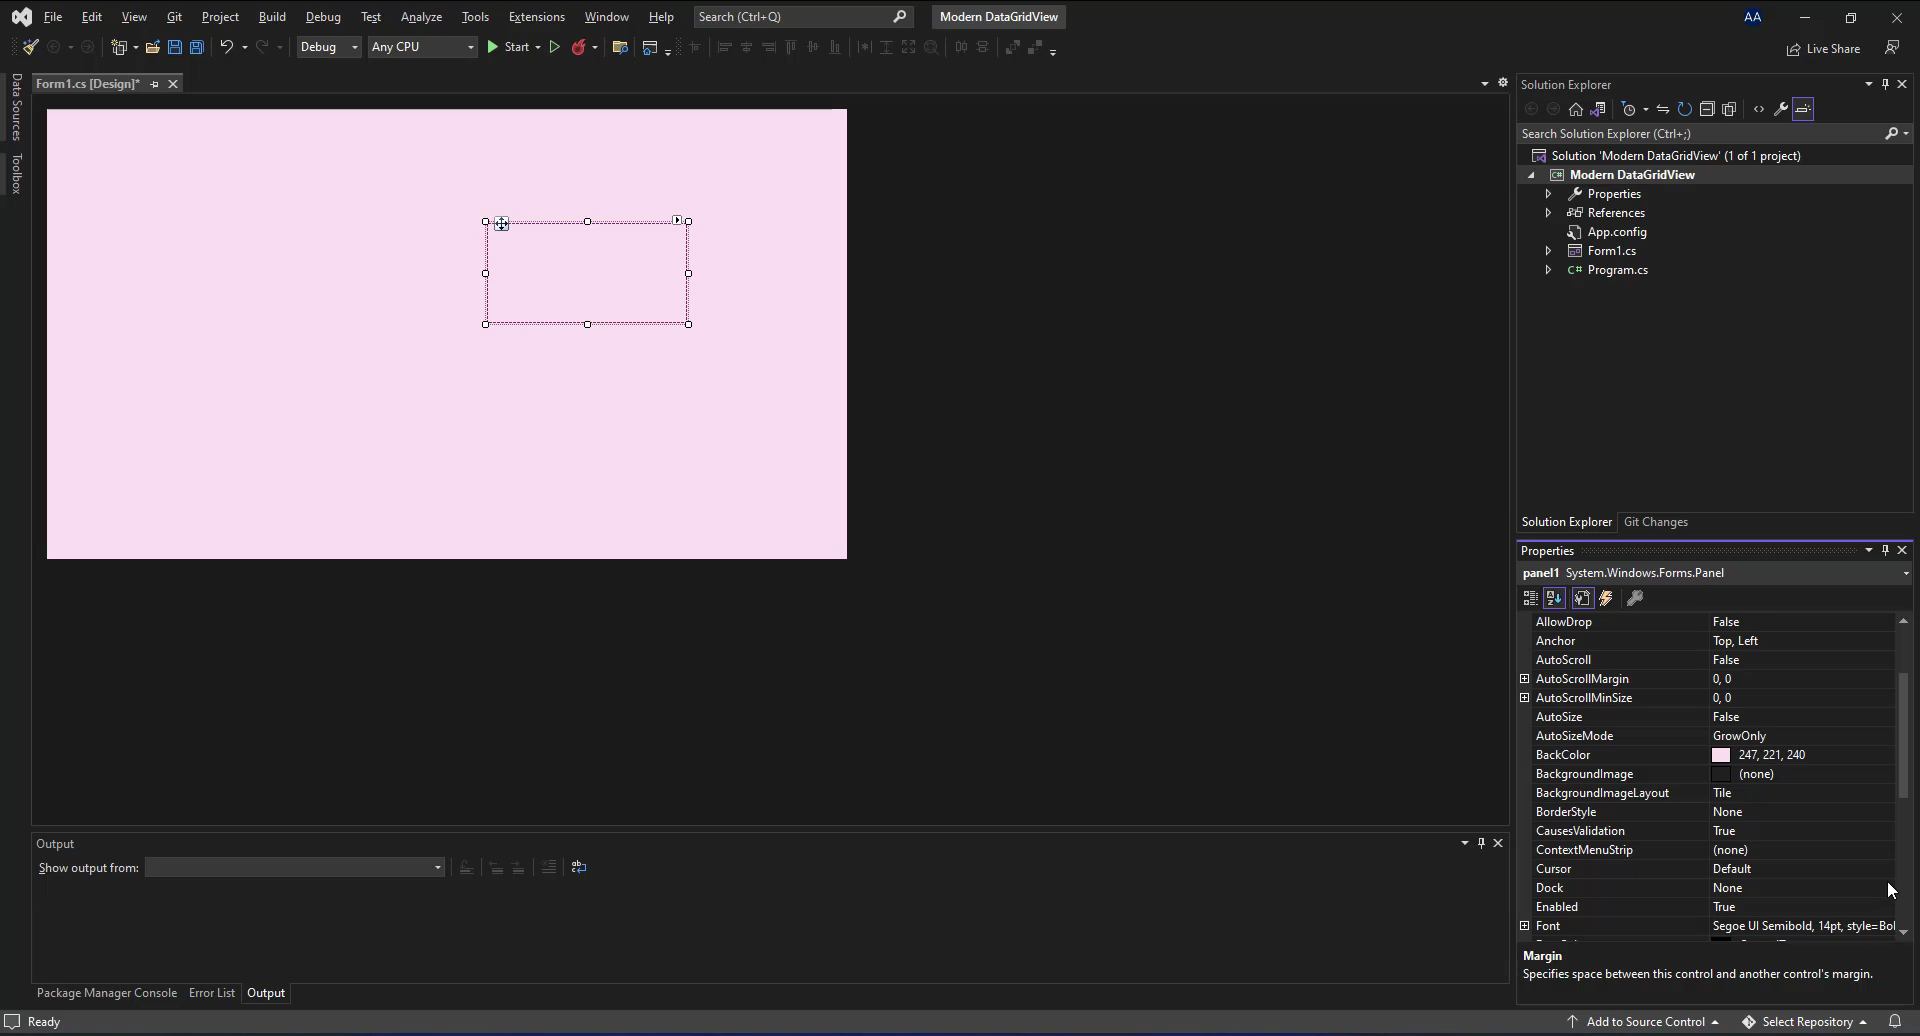 File Edit View Git Project Build Debug Test Analyze Tools Extensions Window Help Search (Ctrl+Q) Modern DataGridView AA
Debug Any CPU Start Live Share
Data Sources
Toolbox
Form1.cs [Design]*
Solution Explorer
Search Solution Explorer (Ctrl+;)
Solution 'Modern DataGridView' (1 of 1 project)
C# Modern DataGridView
Properties
References
App.config
Form1.cs
C# Program.cs
Solution Explorer Git Changes
Properties
panel1 System.Windows.Forms.Panel
AllowDrop False
Anchor Top, Left
AutoScroll False
AutoScrollMargin 0, 0
AutoScrollMinSize 0, 0
AutoSize False
AutoSizeMode GrowOnly
BackColor 247, 221, 240
BackgroundImage (none)
BackgroundImageLayout Tile
BorderStyle None
CausesValidation True
ContextMenuStrip (none)
Cursor Default
Dock None
Enabled True
Font Segoe UI Semibold, 14pt, style=Bol
Margin
Specifies space between this control and another control's margin.
Output
Show output from:
Package Manager Console Error List Output
Ready Add to Source Control Select Repository